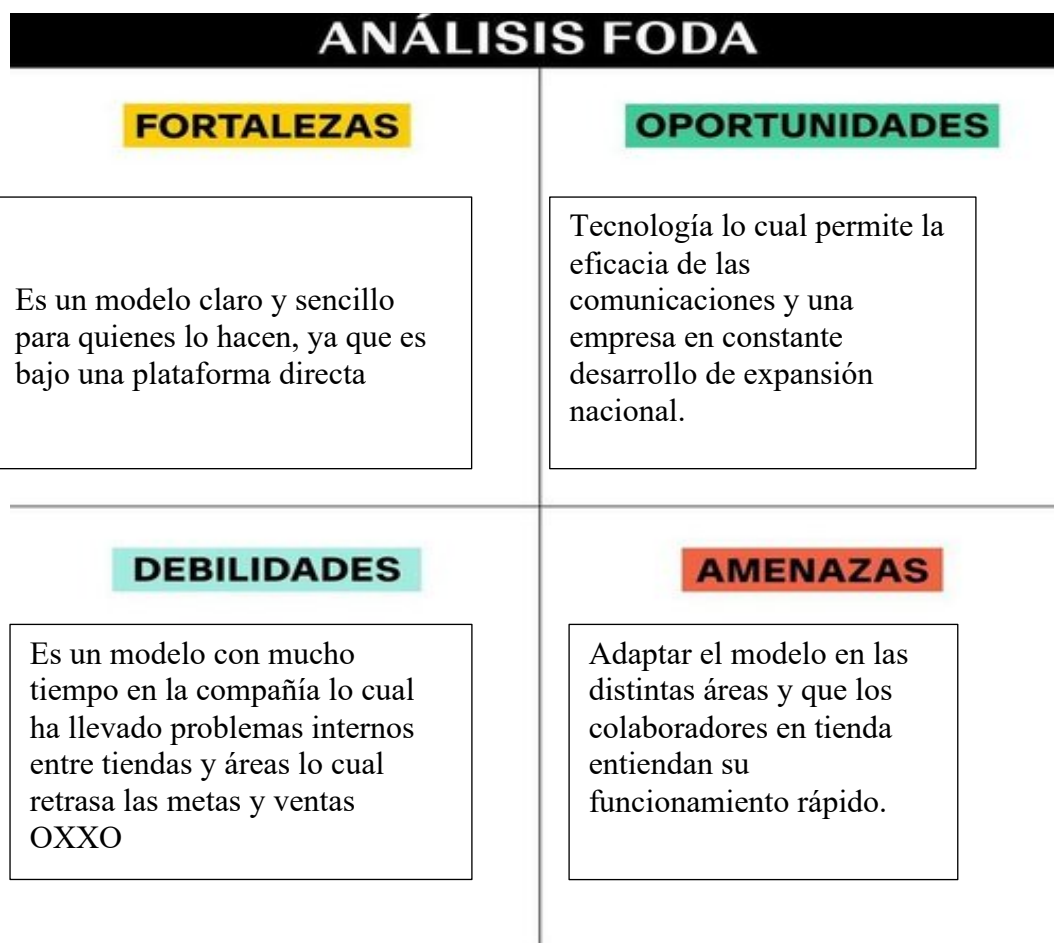 ANÁLISIS FODA
FORTALEZAS
Es un modelo claro y sencillo
para quienes lo hacen, ya que es
bajo una plataforma directa
OPORTUNIDADES
Tecnología lo cual permite la
eficacia de las
comunicaciones y una
empresa en constante
desarrollo de expansión
nacional.
DEBILIDADES
Es un modelo con mucho
tiempo en la compañía lo cual
ha llevado problemas internos
entre tiendas y áreas lo cual
retrasa las metas y ventas
OXXO
AMENAZAS
Adaptar el modelo en las
distintas áreas y que los
colaboradores en tienda
entiendan su
funcionamiento rápido.